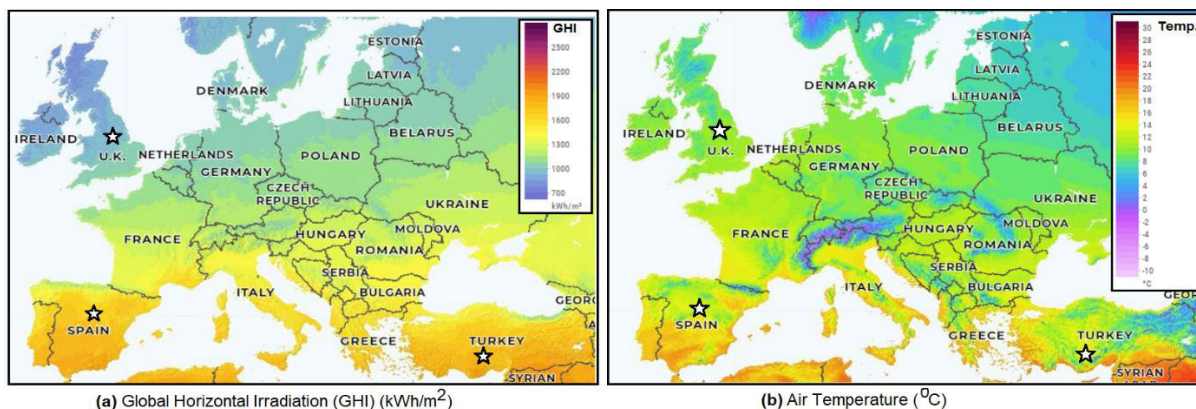 GHI
2500
1900
1600
1300
1000
700
kWh/m²
ESTONIA
LATVIA
DENMARK
LITHUANIA
IRELAND
U.K.
BELARUS
NETHERLANDS
POLAND
GERMANY
CZECH
REPUBLIC
UKRAINE
FRANCE
HUNGARY
MOLDOVA
ROMANIA
SERBIA
ITALY
BULGARIA
SPAIN
GREECE
TURKEY
GEOR
SYRIAN
(a) Global Horizontal Irradiation (GHI) (kWh/m²)
Temp.
30
28
26
24
22
20
18
16
14
12
10
8
6
4
2
0
-2
-4
-6
-8
-10
°C
ESTONIA
LATVIA
DENMARK
LITHUANIA
IRELAND
U.K.
BELARUS
NETHERLANDS
POLAND
GERMANY
CZECH
REPUBLIC
UKRAINE
FRANCE
HUNGARY
MOLDOVA
ROMANIA
SERBIA
ITALY
BULGARIA
SPAIN
GREECE
TURKEY
GEORG
SYRIAN
(b) Air Temperature (⁰C)